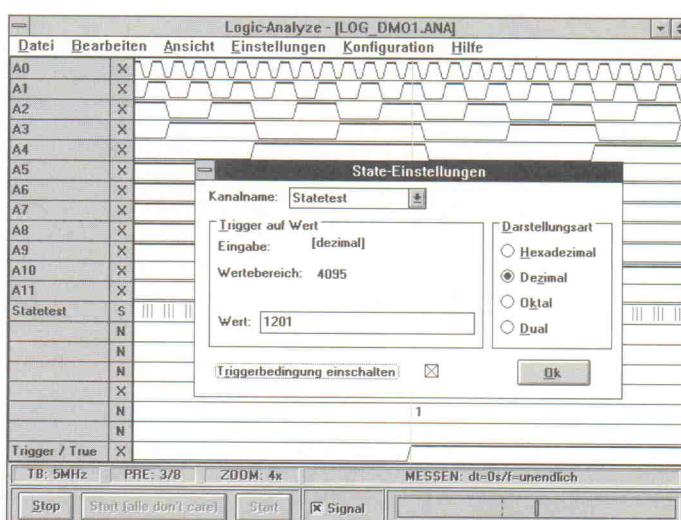 Logic-Analyze - [LOG_DMO1.ANA]
Datei Bearbeiten Ansicht Einstellungen Konfiguration Hilfe
A0 X
A1 X
A2 X
A3 X
A4 X
A5 X
A6 X
A7 X
A8 X
A9 X
A10 X
A11 X
Statetest S
N
N
N
X
N 1
N
Trigger / True X
State-Einstellungen
Kanalname: Statetest
Trigger auf Wert
Eingabe: [dezimal]
Wertebereich: 4095
Wert: 1201
Darstellungsart
Hexadezimal
Dezimal
Oktal
Dual
Triggerbedingung einschalten
Ok
TB: 5MHz PRE: 3/8 ZOOM: 4x MESSEN: dt=0s/f=unendlich
Stop Start (alle don't care) Start Signal